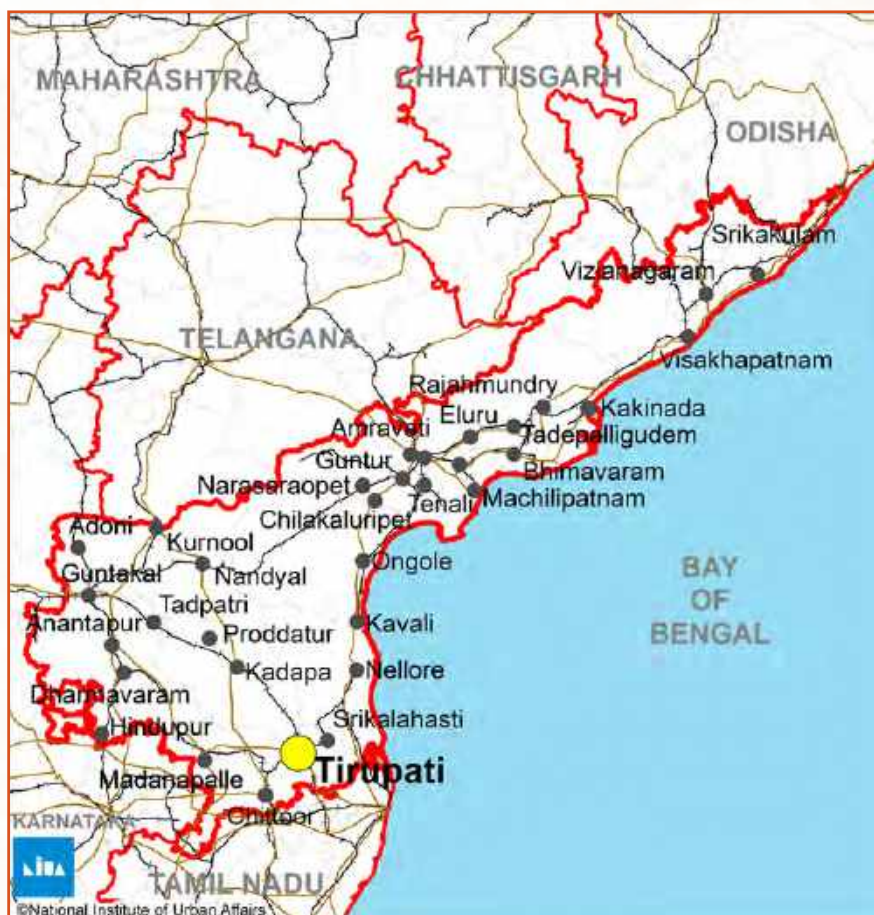 MAHARASHTRA
CHHATTISGARH
ODISHA
Srikakulam
Vizianagaram
TELANGANA
Visakhapatnam
Rajahmundry
Kakinada
Eluru
Amravati
Tadepalligudem
Guntur
Bhimavaram
Narasaraopet
Tenali
Machilipatnam
Chilakaluripet
Adoni
Kurnool
Ongole
Nandyal
BAY
OF
BENGAL
Guntakal
Tadpatri
Anantapur
Kavali
Proddatur
Kadapa
Nellore
Dharmavaram
Srikalahasti
Hindupur
Tirupati
Madanapalle
Chittoor
KARNATAKA
TAMIL NADU
NIUA
©National Institute of Urban Affairs